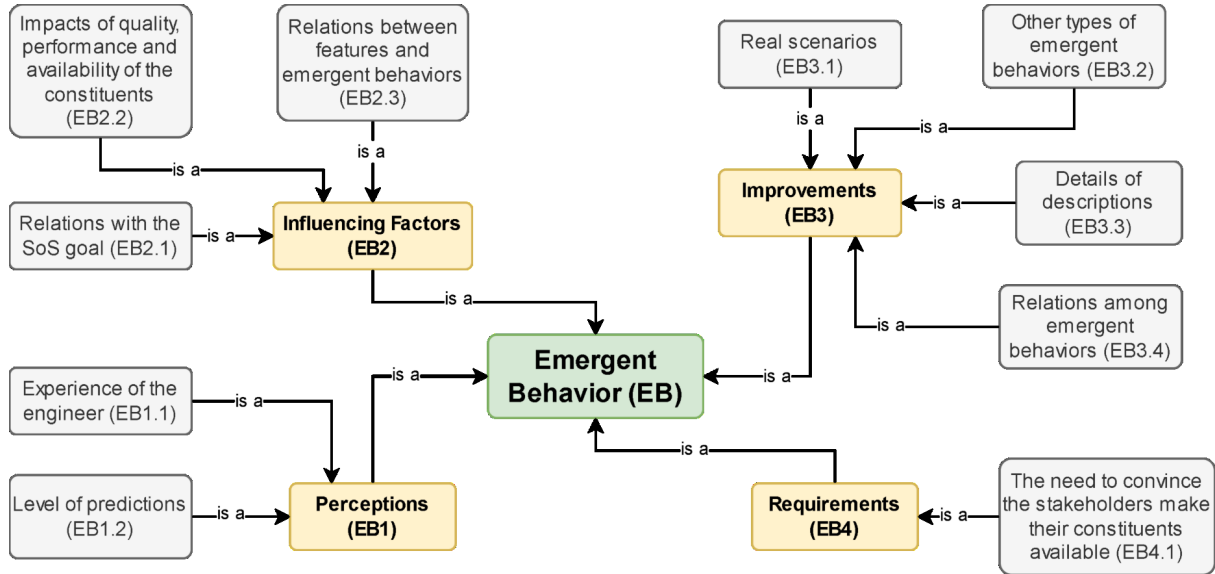 Impacts of quality,
performance and
availability of the
constituents
(EB2.2)
Relations between
features and
emergent behaviors
(EB2.3)
Real scenarios
(EB3.1)
Other types of
emergent
behaviors (EB3.2)
is a
is a
is a
is a
Relations with the
SoS goal (EB2.1)
is a
Influencing Factors
(EB2)
Improvements
(EB3)
is a
Details of
descriptions
(EB3.3)
is a
is a
Relations among
emergent
behaviors (EB3.4)
Emergent
Behavior (EB)
is a
is a
Experience of the
engineer (EB1.1)
is a
is a
Level of predictions
(EB1.2)
is a
Perceptions
(EB1)
Requirements
(EB4)
is a
The need to convince
the stakeholders make
their constituents
available (EB4.1)